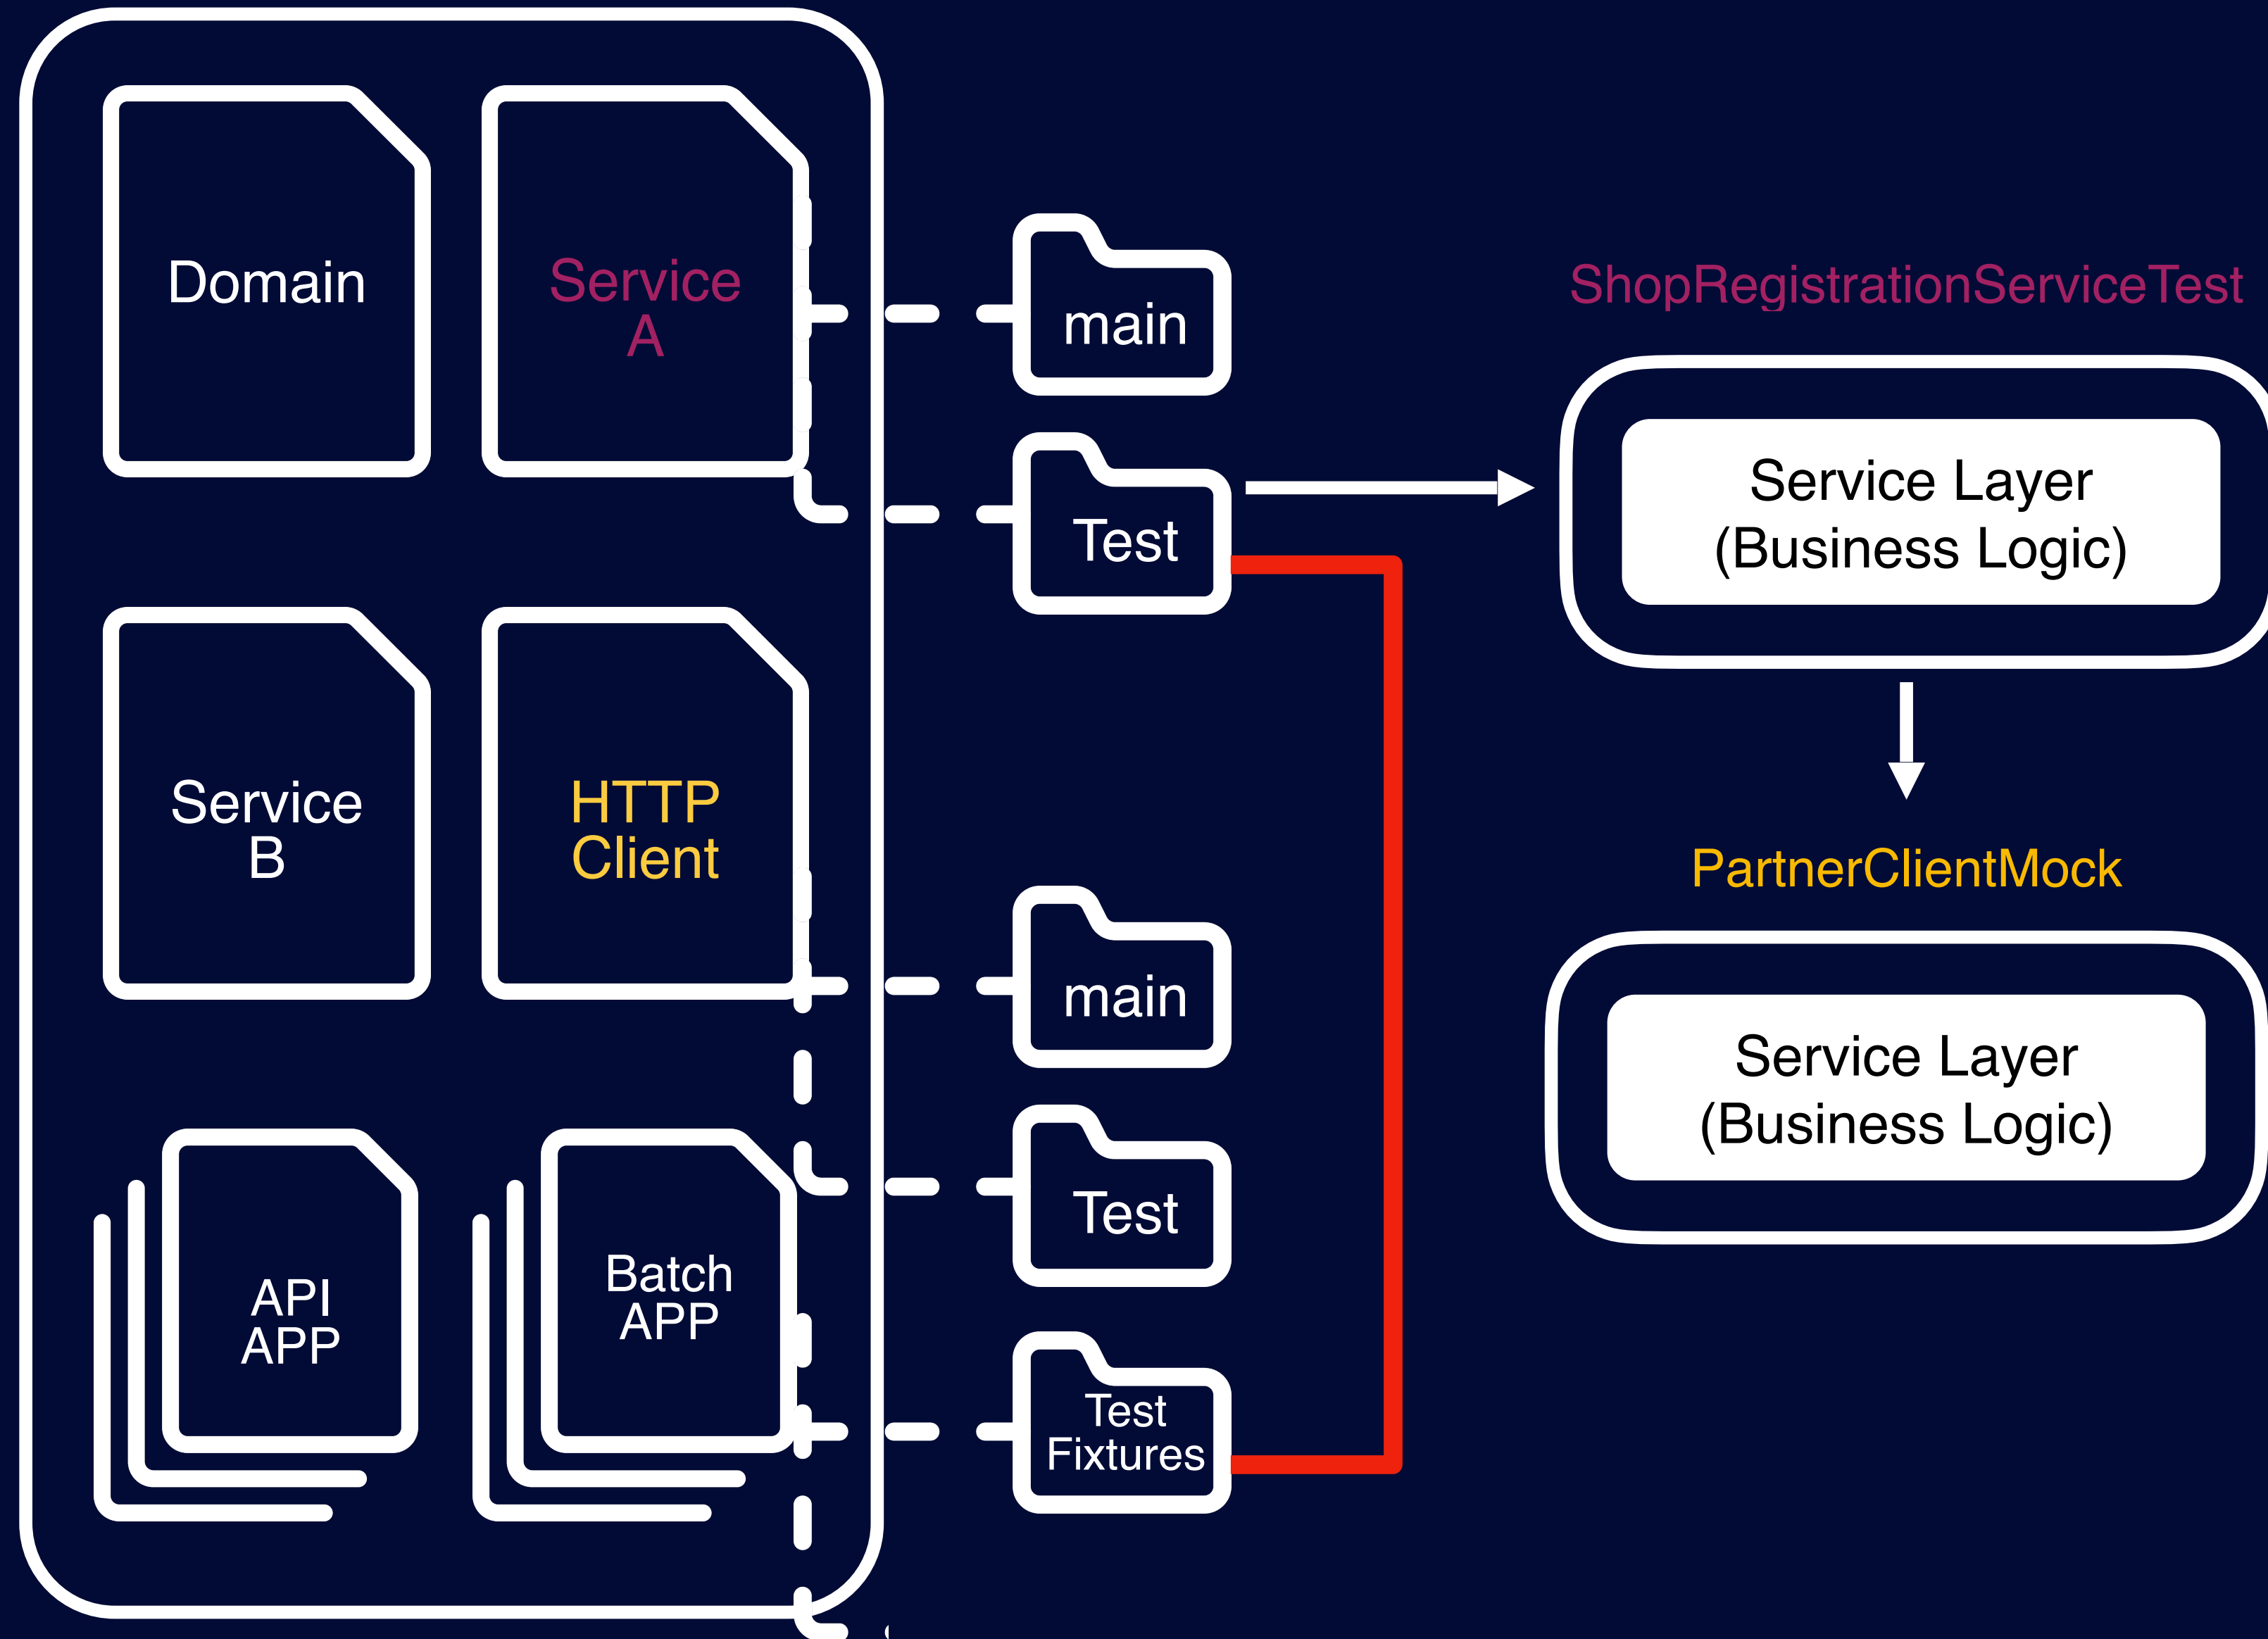 Domain
Service
A
Service
B
HTTP
Client
API
APP
Batch
APP
main
Test
main
Test
Test
Fixtures
ShopRegistrationServiceTest
Service Layer
(Business Logic)
PartnerClientMock
Service Layer
(Business Logic)